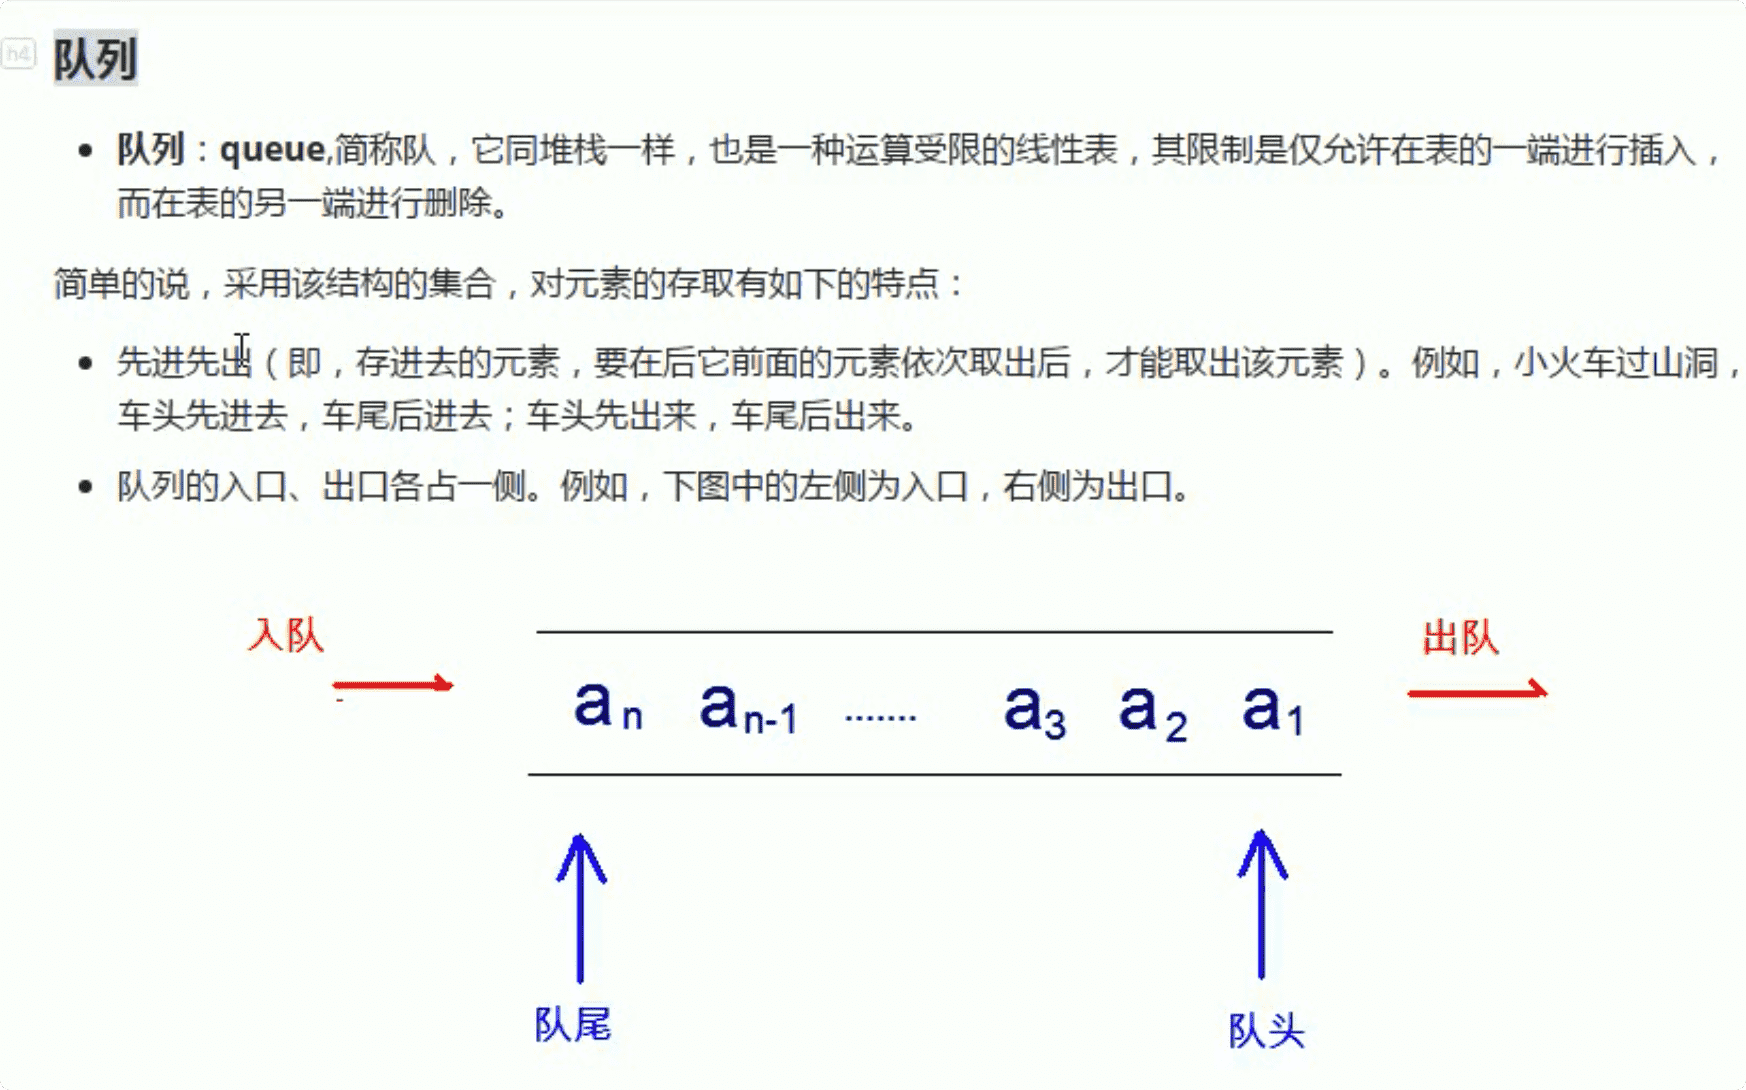 h4
队列
队列：queue,简称队，它同堆栈一样，也是一种运算受限的线性表，其限制是仅允许在表的一端进行插入，
而在表的另一端进行删除。
简单的说，采用该结构的集合，对元素的存取有如下的特点：
先进先出（即，存进去的元素，要在后它前面的元素依次取出后，才能取出该元素）。例如，小火车过山洞，
车头先进去，车尾后进去；车头先出来，车尾后出来。
队列的入口、出口各占一侧。例如，下图中的左侧为入口，右侧为出口。
入队
出队
an an-1 ....... a3 a2 a1
队尾
队头